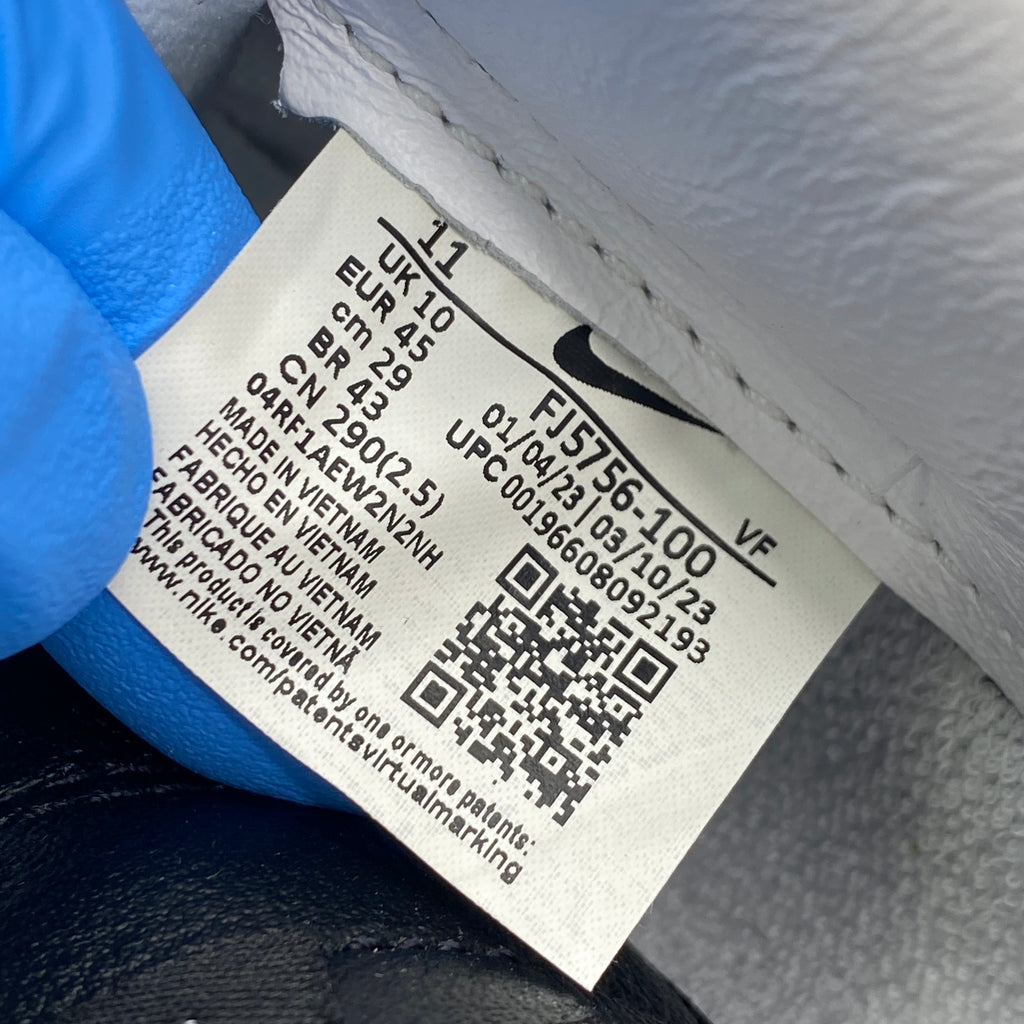 11
UK 10
EUR 45
cm 29
BR 43
CN 290(2.5)
04RF1AEW2N2NH
MADE IN VIETNAM
HECHO EN VIETNAM
FABRIQUE AU VIETNAM
FABRICADO NO VIETNÃ
This product is covered by one or more patents:
www.nike.com/patentsvirtualmarking
VF
FJ5756-100
01/04/23 | 03/10/23
UPC 00196608092193